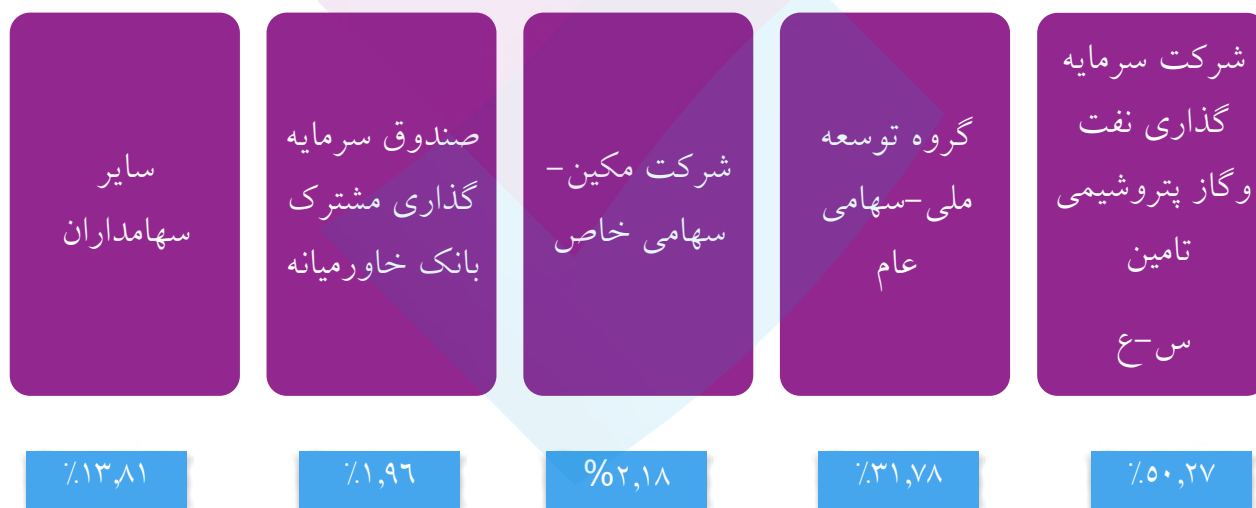 شرکت سرمایه
گذاری نفت
وگاز پتروشیمی
تامین
س-ع
گروه توسعه
ملی-سهامی
عام
شرکت مکین-
سهامی خاص
صندوق سرمایه
گذاری مشترک
بانک خاورمیانه
سایر
سهامداران
٪۵۰,۲۷
٪۳۱,۷۸
%۲,۱۸
٪۱,۹٦
٪۱۳,۸۱